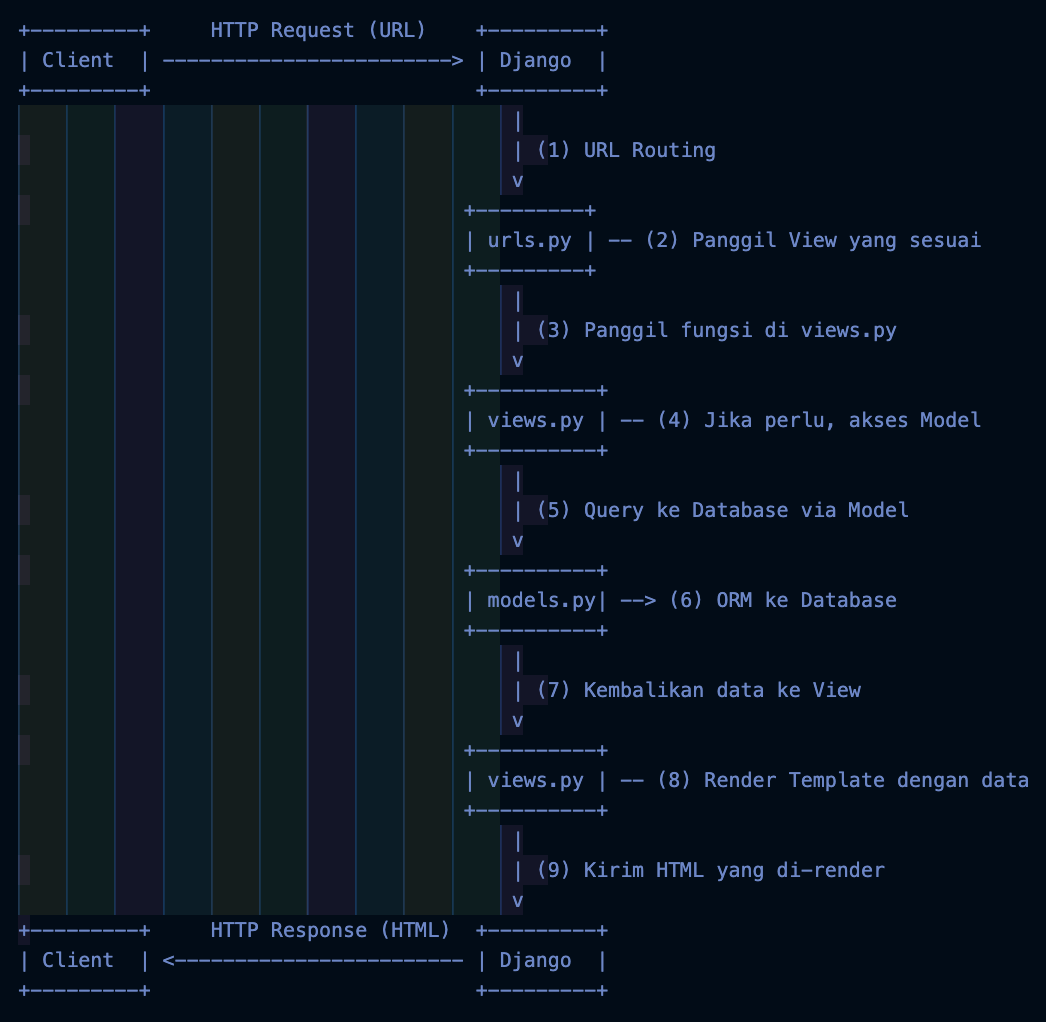 +---------+     HTTP Request (URL)    +---------+
| Client  | ------------------------> | Django  |
+---------+                           +---------+
                                         |
                                         | (1) URL Routing
                                         v
                                     +---------+
                                     | urls.py | -- (2) Panggil View yang sesuai
                                     +---------+
                                         |
                                         | (3) Panggil fungsi di views.py
                                         v
                                     +----------+
                                     | views.py | -- (4) Jika perlu, akses Model
                                     +----------+
                                         |
                                         | (5) Query ke Database via Model
                                         v
                                     +----------+
                                     | models.py| --> (6) ORM ke Database
                                     +----------+
                                         |
                                         | (7) Kembalikan data ke View
                                         v
                                     +----------+
                                     | views.py | -- (8) Render Template dengan data
                                     +----------+
                                         |
                                         | (9) Kirim HTML yang di-render
                                         v
+---------+     HTTP Response (HTML)  +---------+
| Client  | <------------------------ | Django  |
+---------+                           +---------+